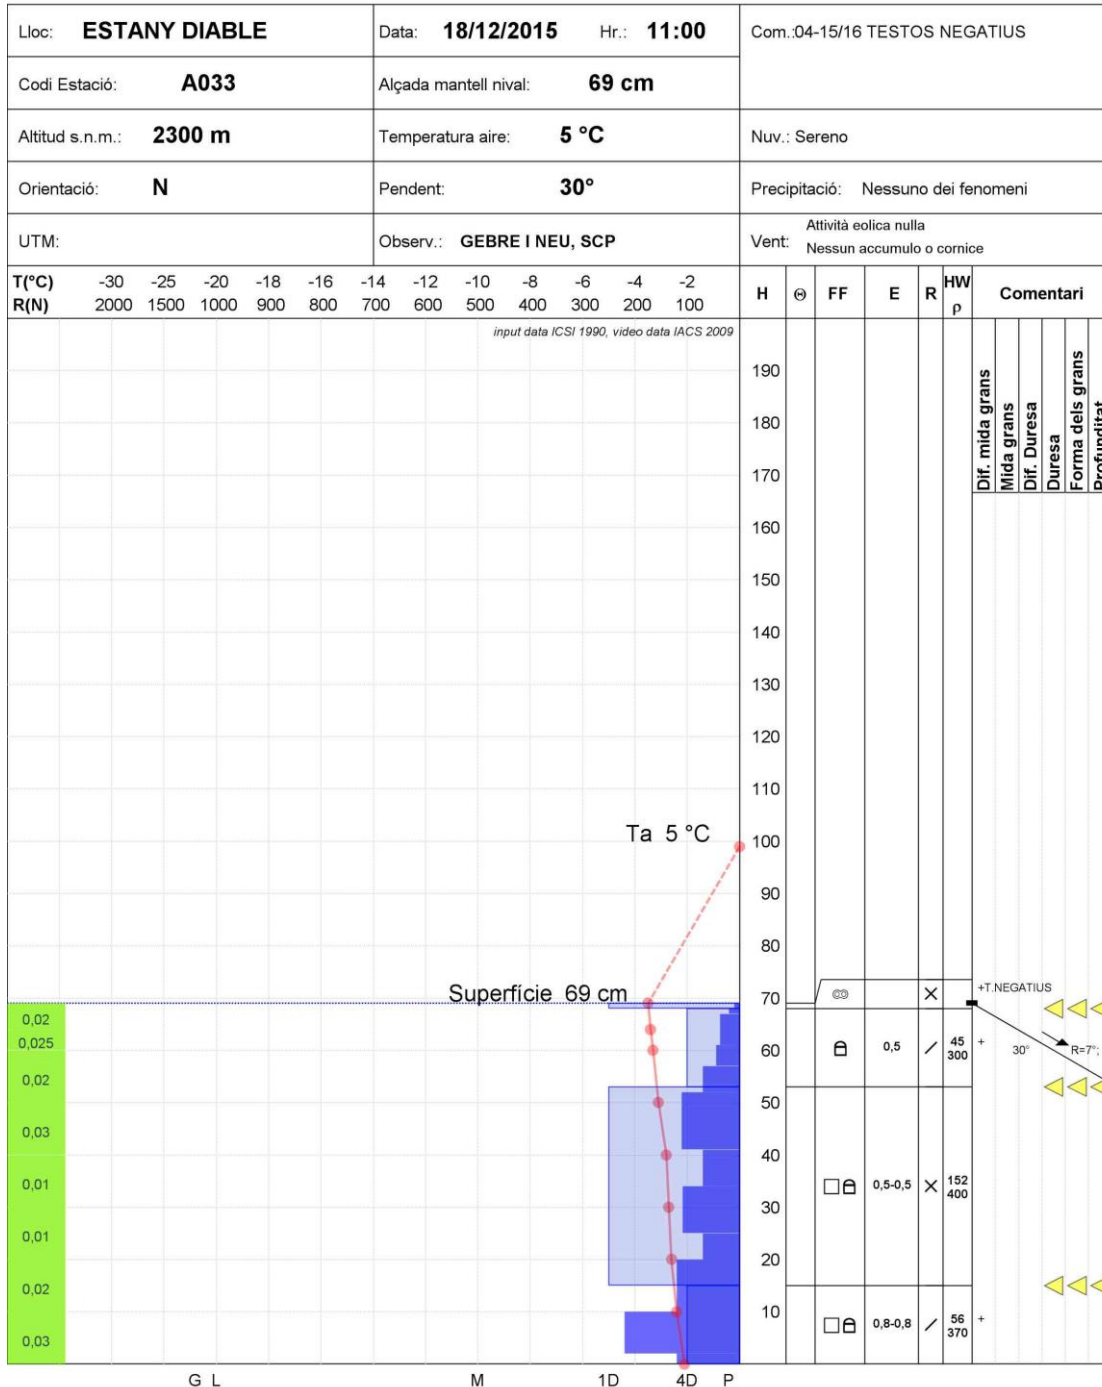 Lloc: ESTANY DIABLE
Data: 18/12/2015 Hr.: 11:00
Com.:04-15/16 TESTOS NEGATIUS
Codi Estació: A033
Alçada mantell nival: 69 cm
Altitud s.n.m.: 2300 m
Temperatura aire: 5 °C
Nuv.: Sereno
Orientació: N
Pendent: 30°
Precipitació: Nessuno dei fenomeni
UTM:
Observ.: GEBRE I NEU, SCP
Vent: Attività eolica nulla
Nessun accumulo o cornice
T(°C) -30 -25 -20 -18 -16 -14 -12 -10 -8 -6 -4 -2
R(N) 2000 1500 1000 900 800 700 600 500 400 300 200 100
H Θ FF E R HW ρ Comentari
input data ICSI 1990, video data IACS 2009
Dif. mida grans
Mida grans
Dif. Duresa
Duresa
Forma dels grans
Profunditat
190
180
170
160
150
140
130
120
110
Ta 5 °C
100
90
80
Superfície 69 cm
70
+T.NEGATIUS
0,02
0,025
60
0,5
45
300
+
30°
R=7°;
0,02
50
0,03
40
0,01
30
0,5-0,5
152
400
0,01
20
0,02
10
0,8-0,8
56
370
+
0,03
G L M 1D 4D P